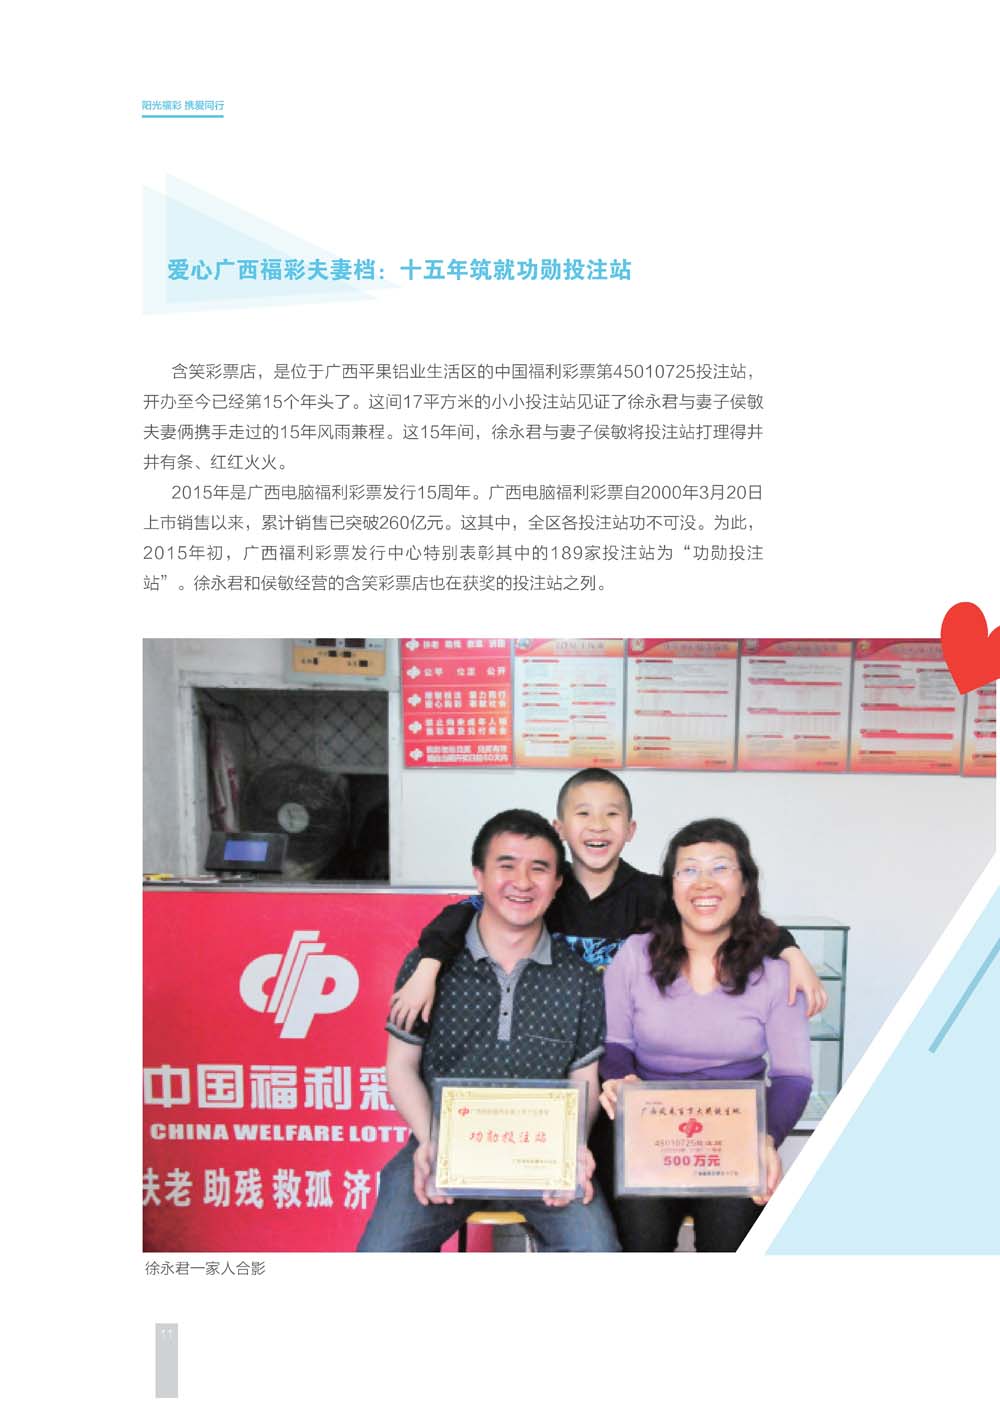 阳光福彩 携爱同行
爱心广西福彩夫妻档：十五年筑就功勋投注站
含笑彩票店，是位于广西平果铝业生活区的中国福利彩票第45010725投注站，
开办至今已经第15个年头了。这间17平方米的小小投注站见证了徐永君与妻子侯敏
夫妻俩携手走过的15年风雨兼程。这15年间，徐永君与妻子侯敏将投注站打理得井
井有条、红红火火。
2015年是广西电脑福利彩票发行15周年。广西电脑福利彩票自2000年3月20日
上市销售以来，累计销售已突破260亿元。这其中，全区各投注站功不可没。为此，
2015年初，广西福利彩票发行中心特别表彰其中的189家投注站为“功勋投注
站”。徐永君和侯敏经营的含笑彩票店也在获奖的投注站之列。
扶老 助残 救孤 济困
公平 公正 公开
中国福利彩
CHINA WELFARE LOTT
扶老 助残 救孤 济
功勋投注站
45010725投注站
500万元
徐永君一家人合影
11